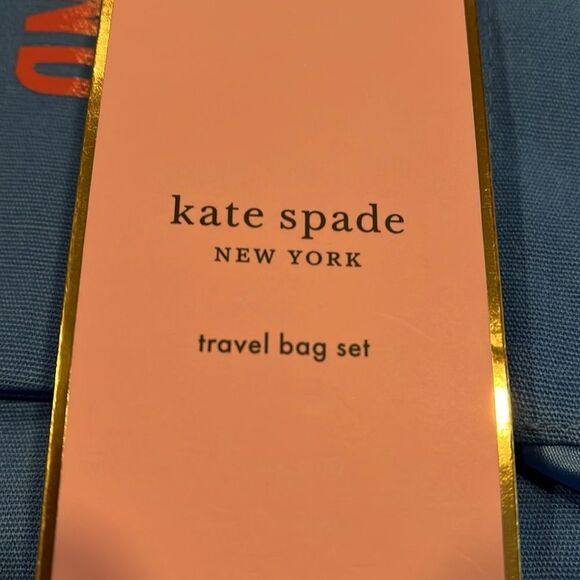 kate spade
NEW YORK
travel bag set